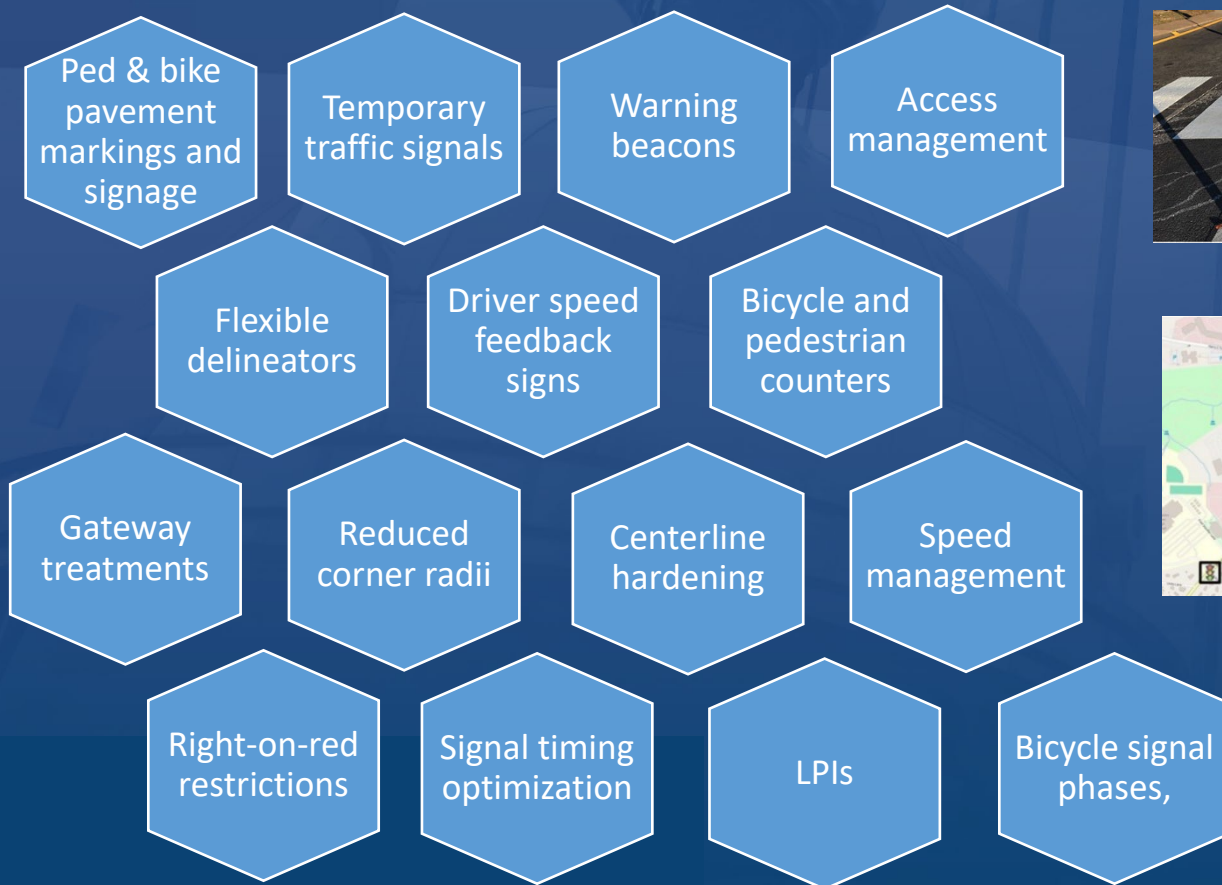 Ped & bike
pavement
markings and
signage
Temporary
traffic signals
Warning
beacons
Access
management
Flexible
delineators
Driver speed
feedback
signs
Bicycle and
pedestrian
counters
Gateway
treatments
Reduced
corner radii
Centerline
hardening
Speed
management
Right-on-red
restrictions
Signal timing
optimization
LPIs
Bicycle signal
phases,